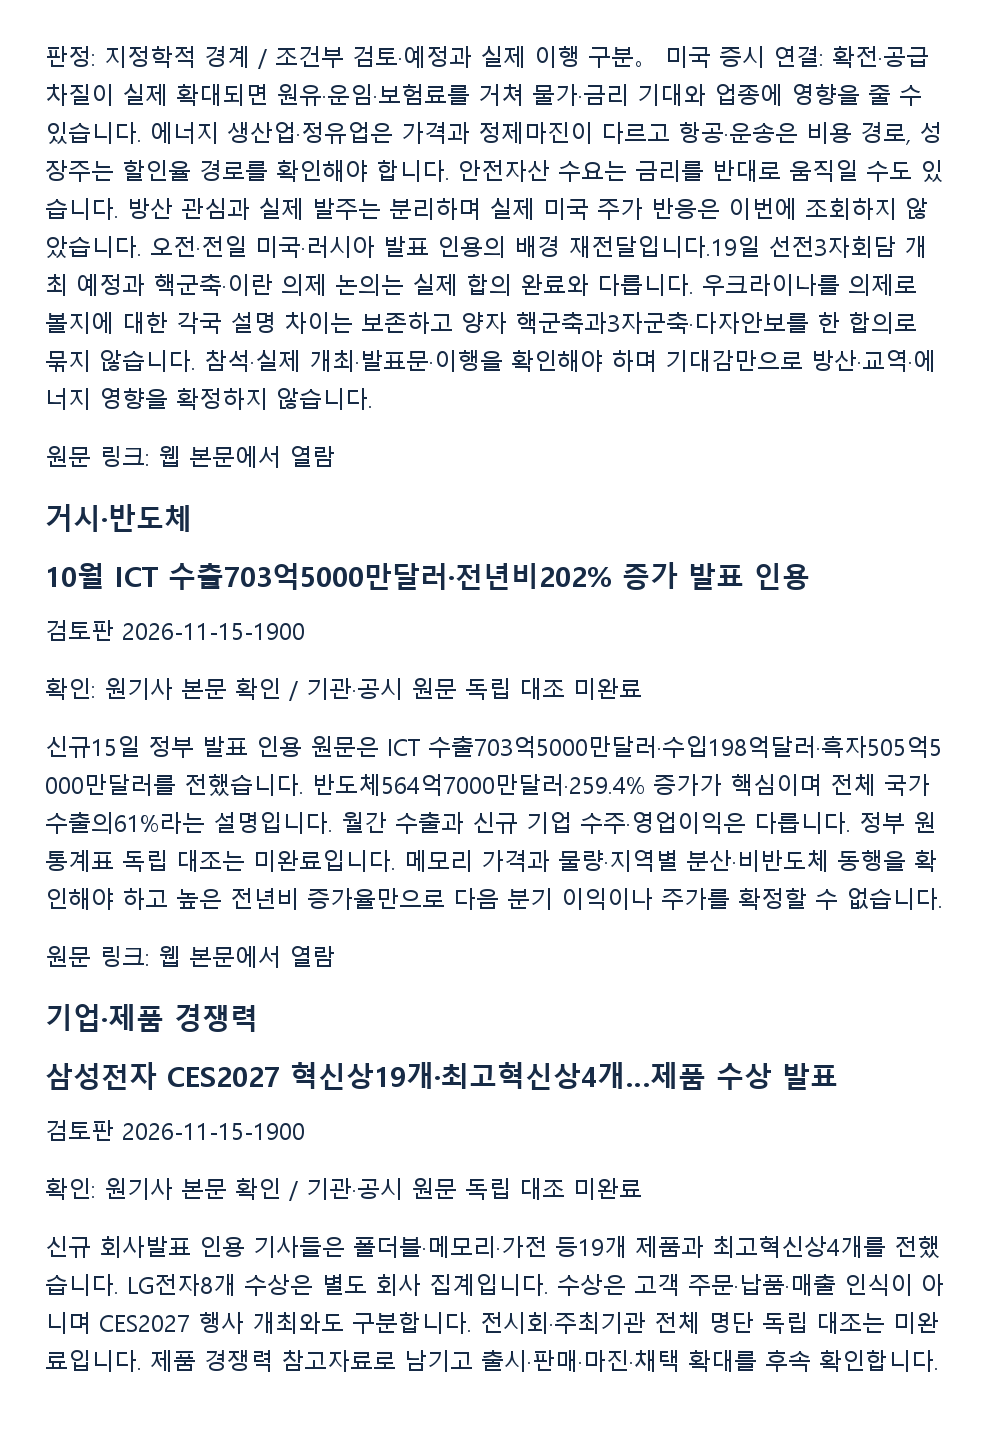 판정: 지정학적 경계 / 조건부 검토·예정과 실제 이행 구분。 미국 증시 연결: 확전·공급
차질이 실제 확대되면 원유·운임·보험료를 거쳐 물가·금리 기대와 업종에 영향을 줄 수
있습니다. 에너지 생산업·정유업은 가격과 정제마진이 다르고 항공·운송은 비용 경로, 성
장주는 할인율 경로를 확인해야 합니다. 안전자산 수요는 금리를 반대로 움직일 수도 있
습니다. 방산 관심과 실제 발주는 분리하며 실제 미국 주가 반응은 이번에 조회하지 않
았습니다. 오전·전일 미국·러시아 발표 인용의 배경 재전달입니다.19일 선전3자회담 개
최 예정과 핵군축·이란 의제 논의는 실제 합의 완료와 다릅니다. 우크라이나를 의제로
볼지에 대한 각국 설명 차이는 보존하고 양자 핵군축과3자군축·다자안보를 한 합의로
묶지 않습니다. 참석·실제 개최·발표문·이행을 확인해야 하며 기대감만으로 방산·교역·에
너지 영향을 확정하지 않습니다.
원문 링크: 웹 본문에서 열람
거시·반도체
10월 ICT 수출703억5000만달러·전년비202% 증가 발표 인용
검토판 2026-11-15-1900
확인: 원기사 본문 확인 / 기관·공시 원문 독립 대조 미완료
신규15일 정부 발표 인용 원문은 ICT 수출703억5000만달러·수입198억달러·흑자505억5
000만달러를 전했습니다. 반도체564억7000만달러·259.4% 증가가 핵심이며 전체 국가
수출의61%라는 설명입니다. 월간 수출과 신규 기업 수주·영업이익은 다릅니다. 정부 원
통계표 독립 대조는 미완료입니다. 메모리 가격과 물량·지역별 분산·비반도체 동행을 확
인해야 하고 높은 전년비 증가율만으로 다음 분기 이익이나 주가를 확정할 수 없습니다.
원문 링크: 웹 본문에서 열람
기업·제품 경쟁력
삼성전자 CES2027 혁신상19개·최고혁신상4개…제품 수상 발표
검토판 2026-11-15-1900
확인: 원기사 본문 확인 / 기관·공시 원문 독립 대조 미완료
신규 회사발표 인용 기사들은 폴더블·메모리·가전 등19개 제품과 최고혁신상4개를 전했
습니다. LG전자8개 수상은 별도 회사 집계입니다. 수상은 고객 주문·납품·매출 인식이 아
니며 CES2027 행사 개최와도 구분합니다. 전시회·주최기관 전체 명단 독립 대조는 미완
료입니다. 제품 경쟁력 참고자료로 남기고 출시·판매·마진·채택 확대를 후속 확인합니다.